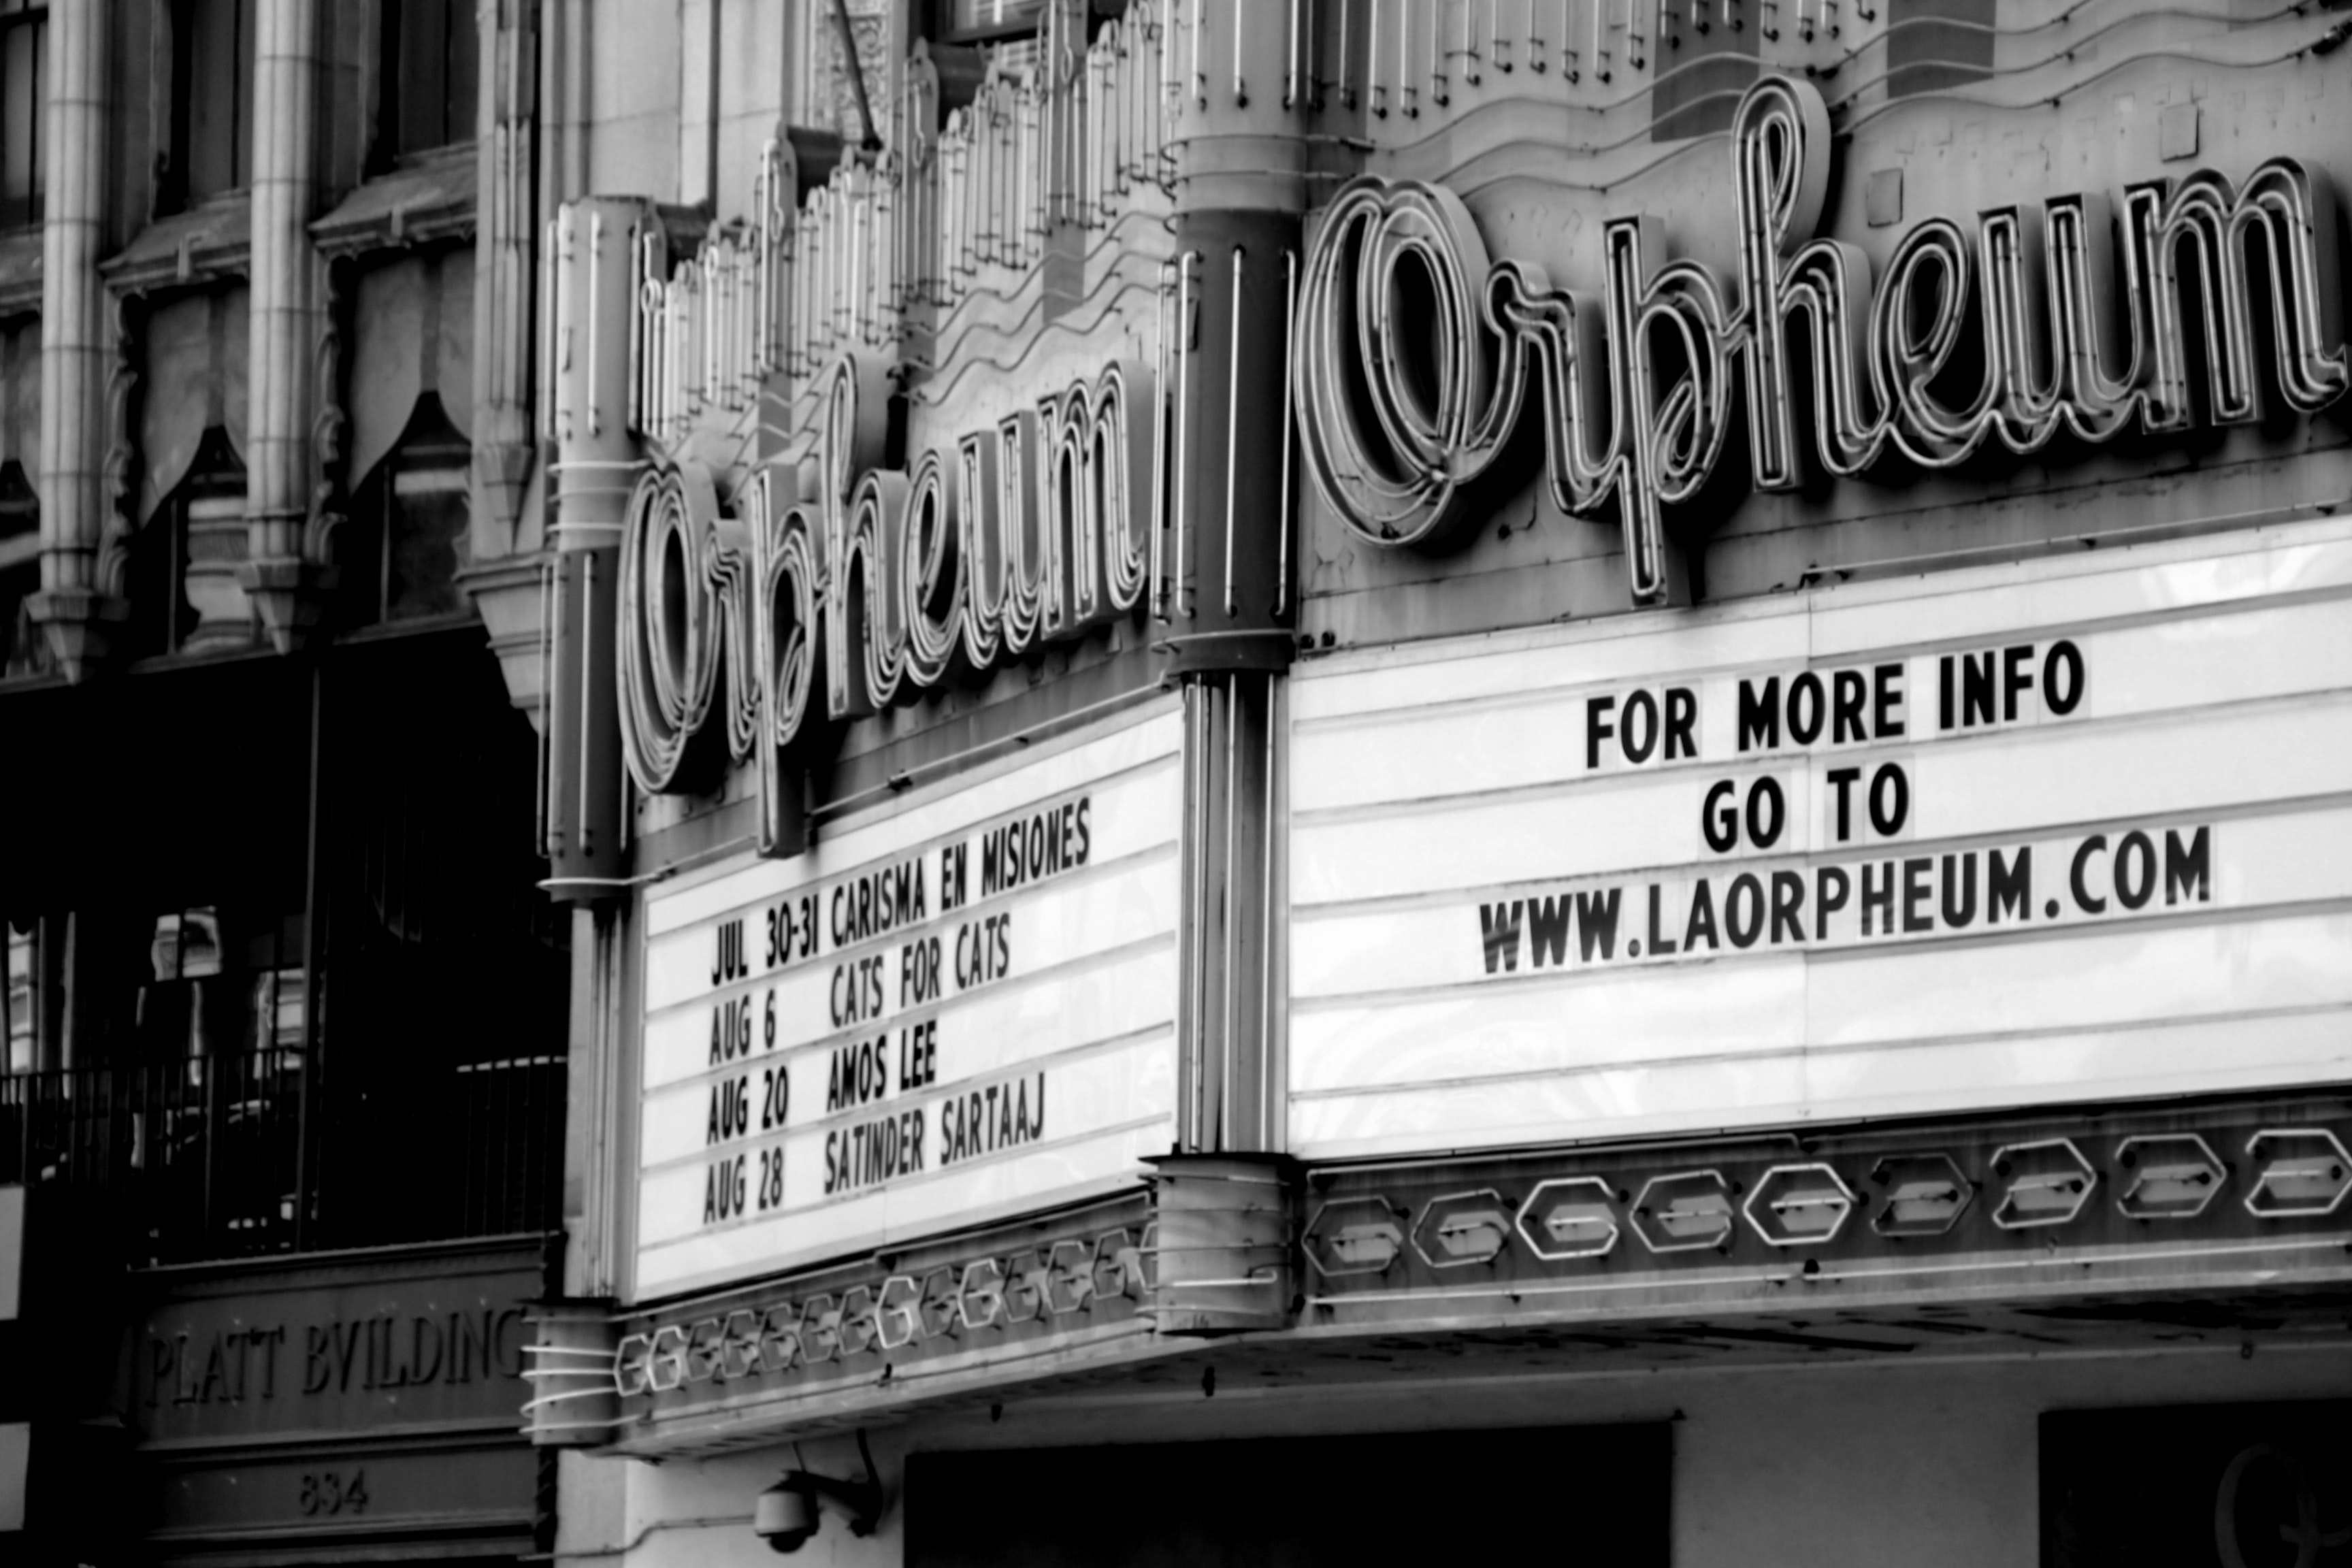 Orpheum
JUL 30-31 CARISMA EN MISIONES
AUG 6 CATS FOR CATS
AUG 20 AMOS LEE
AUG 28 SATINDER SARTAAJ
Orpheum
FOR MORE INFO
GO TO
WWW.LAORPHEUM.COM
PLATT BVILDING
834